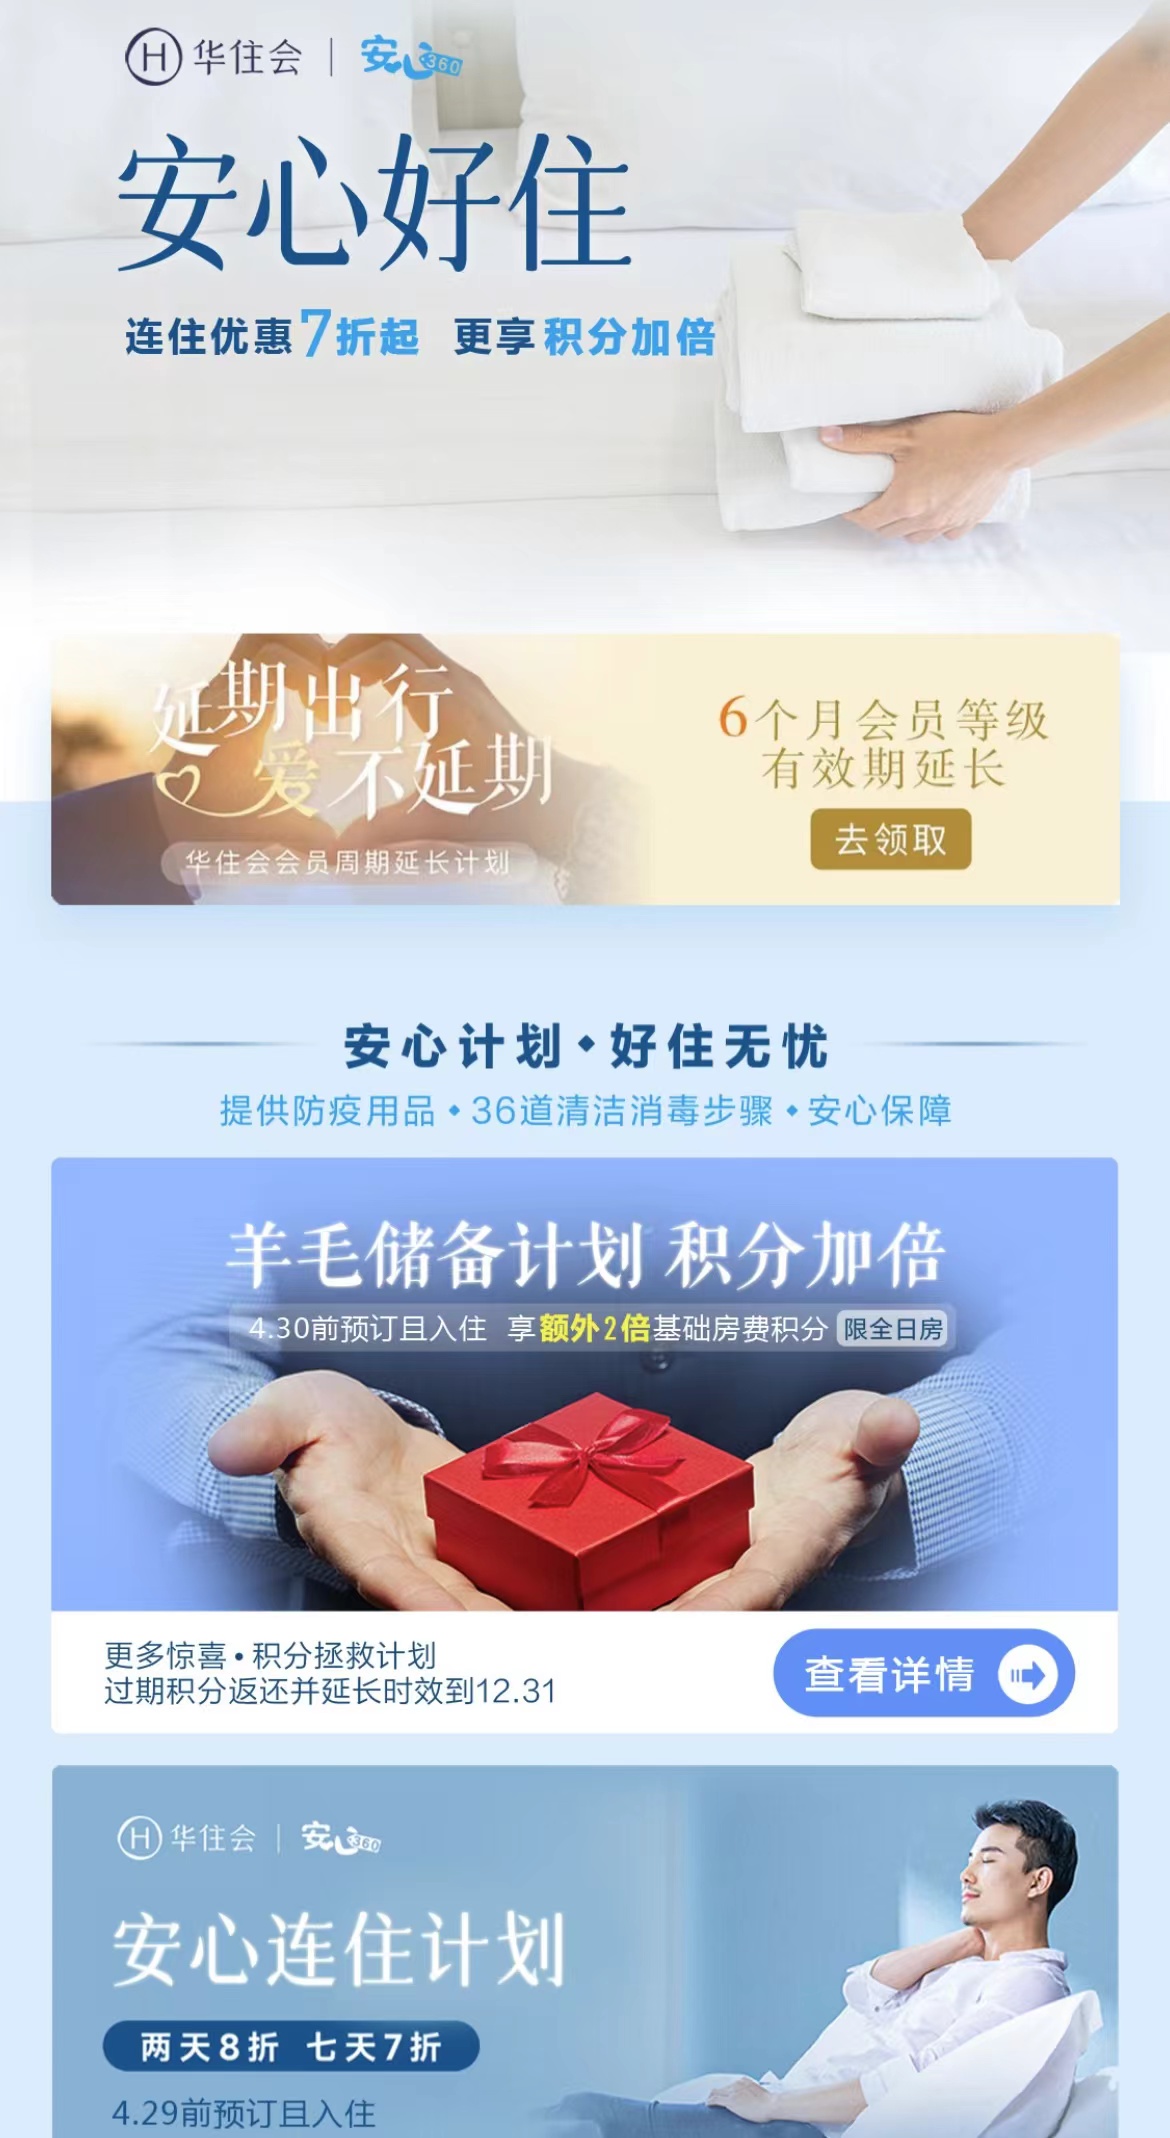 H 华住会 | 安心360
安心好住
连住优惠7折起 更享积分加倍
延期出行
爱不延期
华住会会员周期延长计划
6个月会员等级
有效期延长
去领取
安心计划◆好住无忧
提供防疫用品◆36道清洁消毒步骤◆安心保障
羊毛储备计划 积分加倍
4.30前预订且入住 享额外2倍基础房费积分 限全日房
更多惊喜•积分拯救计划
过期积分返还并延长时效到12.31
查看详情
H 华住会 | 安心360
安心连住计划
两天8折 七天7折
4.29前预订且入住